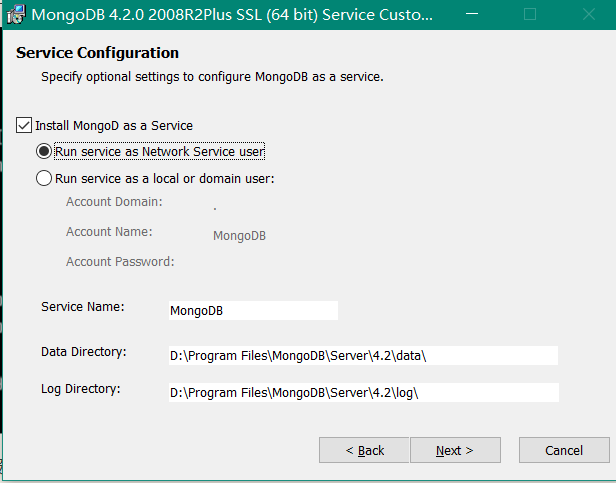 MongoDB 4.2.0 2008R2Plus SSL (64 bit) Service Custo...
Service Configuration
Specify optional settings to configure MongoDB as a service.
Install MongoD as a Service
Run service as Network Service user
Run service as a local or domain user:
Account Domain: .
Account Name: MongoDB
Account Password:
Service Name: MongoDB
Data Directory: D:\Program Files\MongoDB\Server\4.2\data\
Log Directory: D:\Program Files\MongoDB\Server\4.2\log\
< Back Next > Cancel